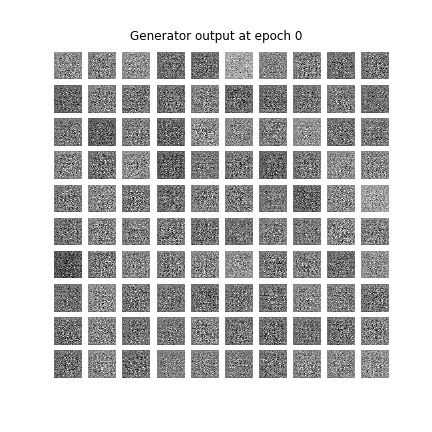 Generator output at epoch 0